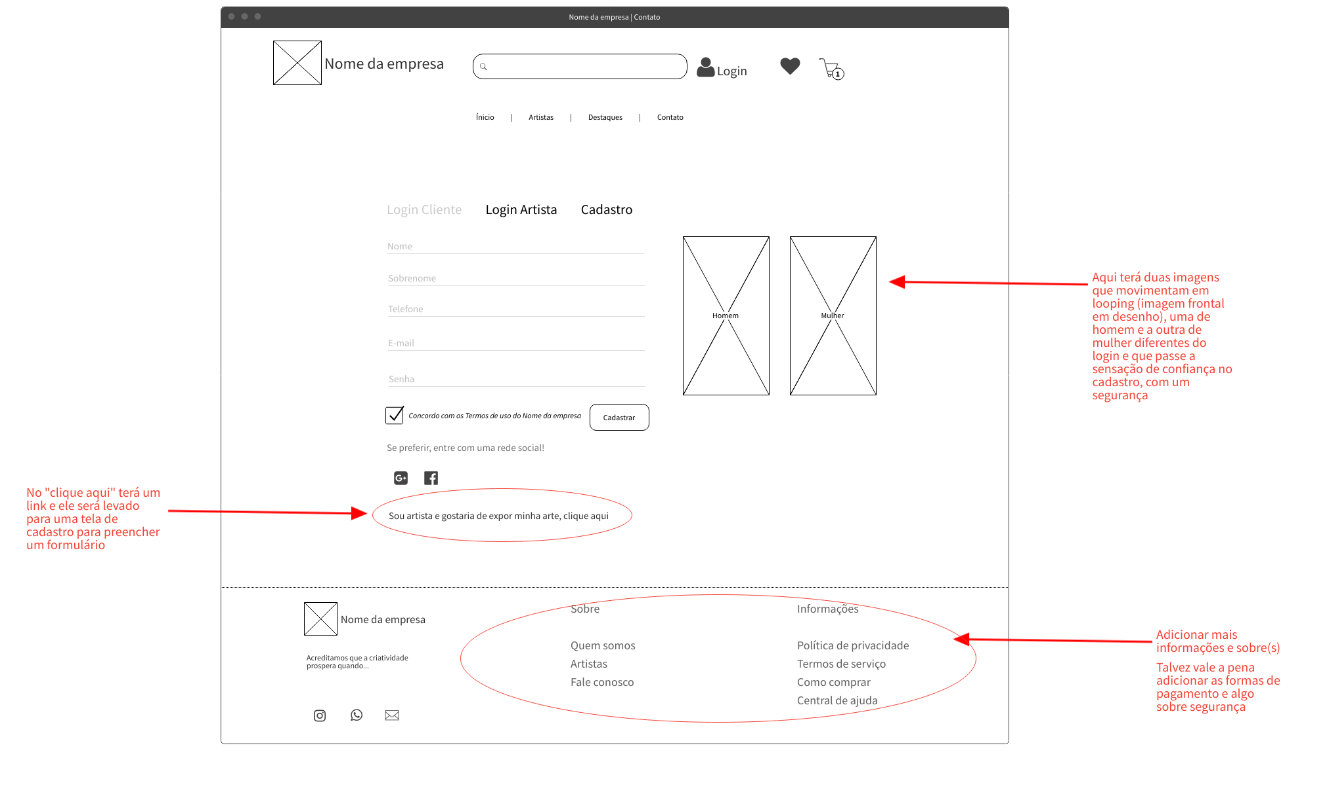 Nome da empresa | Contato
Nome da empresa
Login
1
Ínicio | Artistas | Destaques | Contato
Login Cliente Login Artista Cadastro
Nome
Sobrenome
Telefone
E-mail
Senha
Homem
Mulher
Concordo com os Termos de uso do Nome da empresa
Cadastrar
Se preferir, entre com uma rede social!
G+
Sou artista e gostaria de expor minha arte, clique aqui
Aqui terá duas imagens
que movimentam em
looping (imagem frontal
em desenho), uma de
homem e a outra de
mulher diferentes do
login e que passe a
sensação de confiança no
cadastro, com um
segurança
No "clique aqui" terá um
link e ele será levado
para uma tela de
cadastro para preencher
um formulário
Nome da empresa
Acreditamos que a criatividade
prospera quando...
Sobre
Quem somos
Artistas
Fale conosco
Informações
Política de privacidade
Termos de serviço
Como comprar
Central de ajuda
Adicionar mais
informações e sobre(s)
Talvez vale a pena
adicionar as formas de
pagamento e algo
sobre segurança